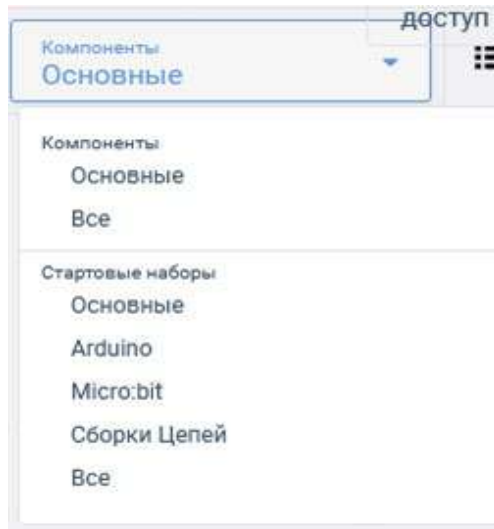 доступ
Компоненты
Основные
Компоненты
Основные
Все
Стартовые наборы
Основные
Arduino
Micro:bit
Сборки Цепей
Все